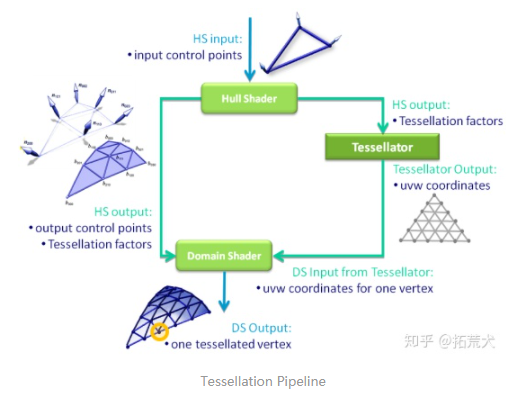 HS input:
• input control points
Hull Shader
HS output:
• Tessellation factors
Tessellator
Tessellator Output:
• uvw coordinates
HS output:
• output control points
• Tessellation factors
Domain Shader
DS Input from Tessellator:
• uvw coordinates for one vertex
DS Output:
• one tessellated vertex
知乎 @拓荒犬
Tessellation Pipeline